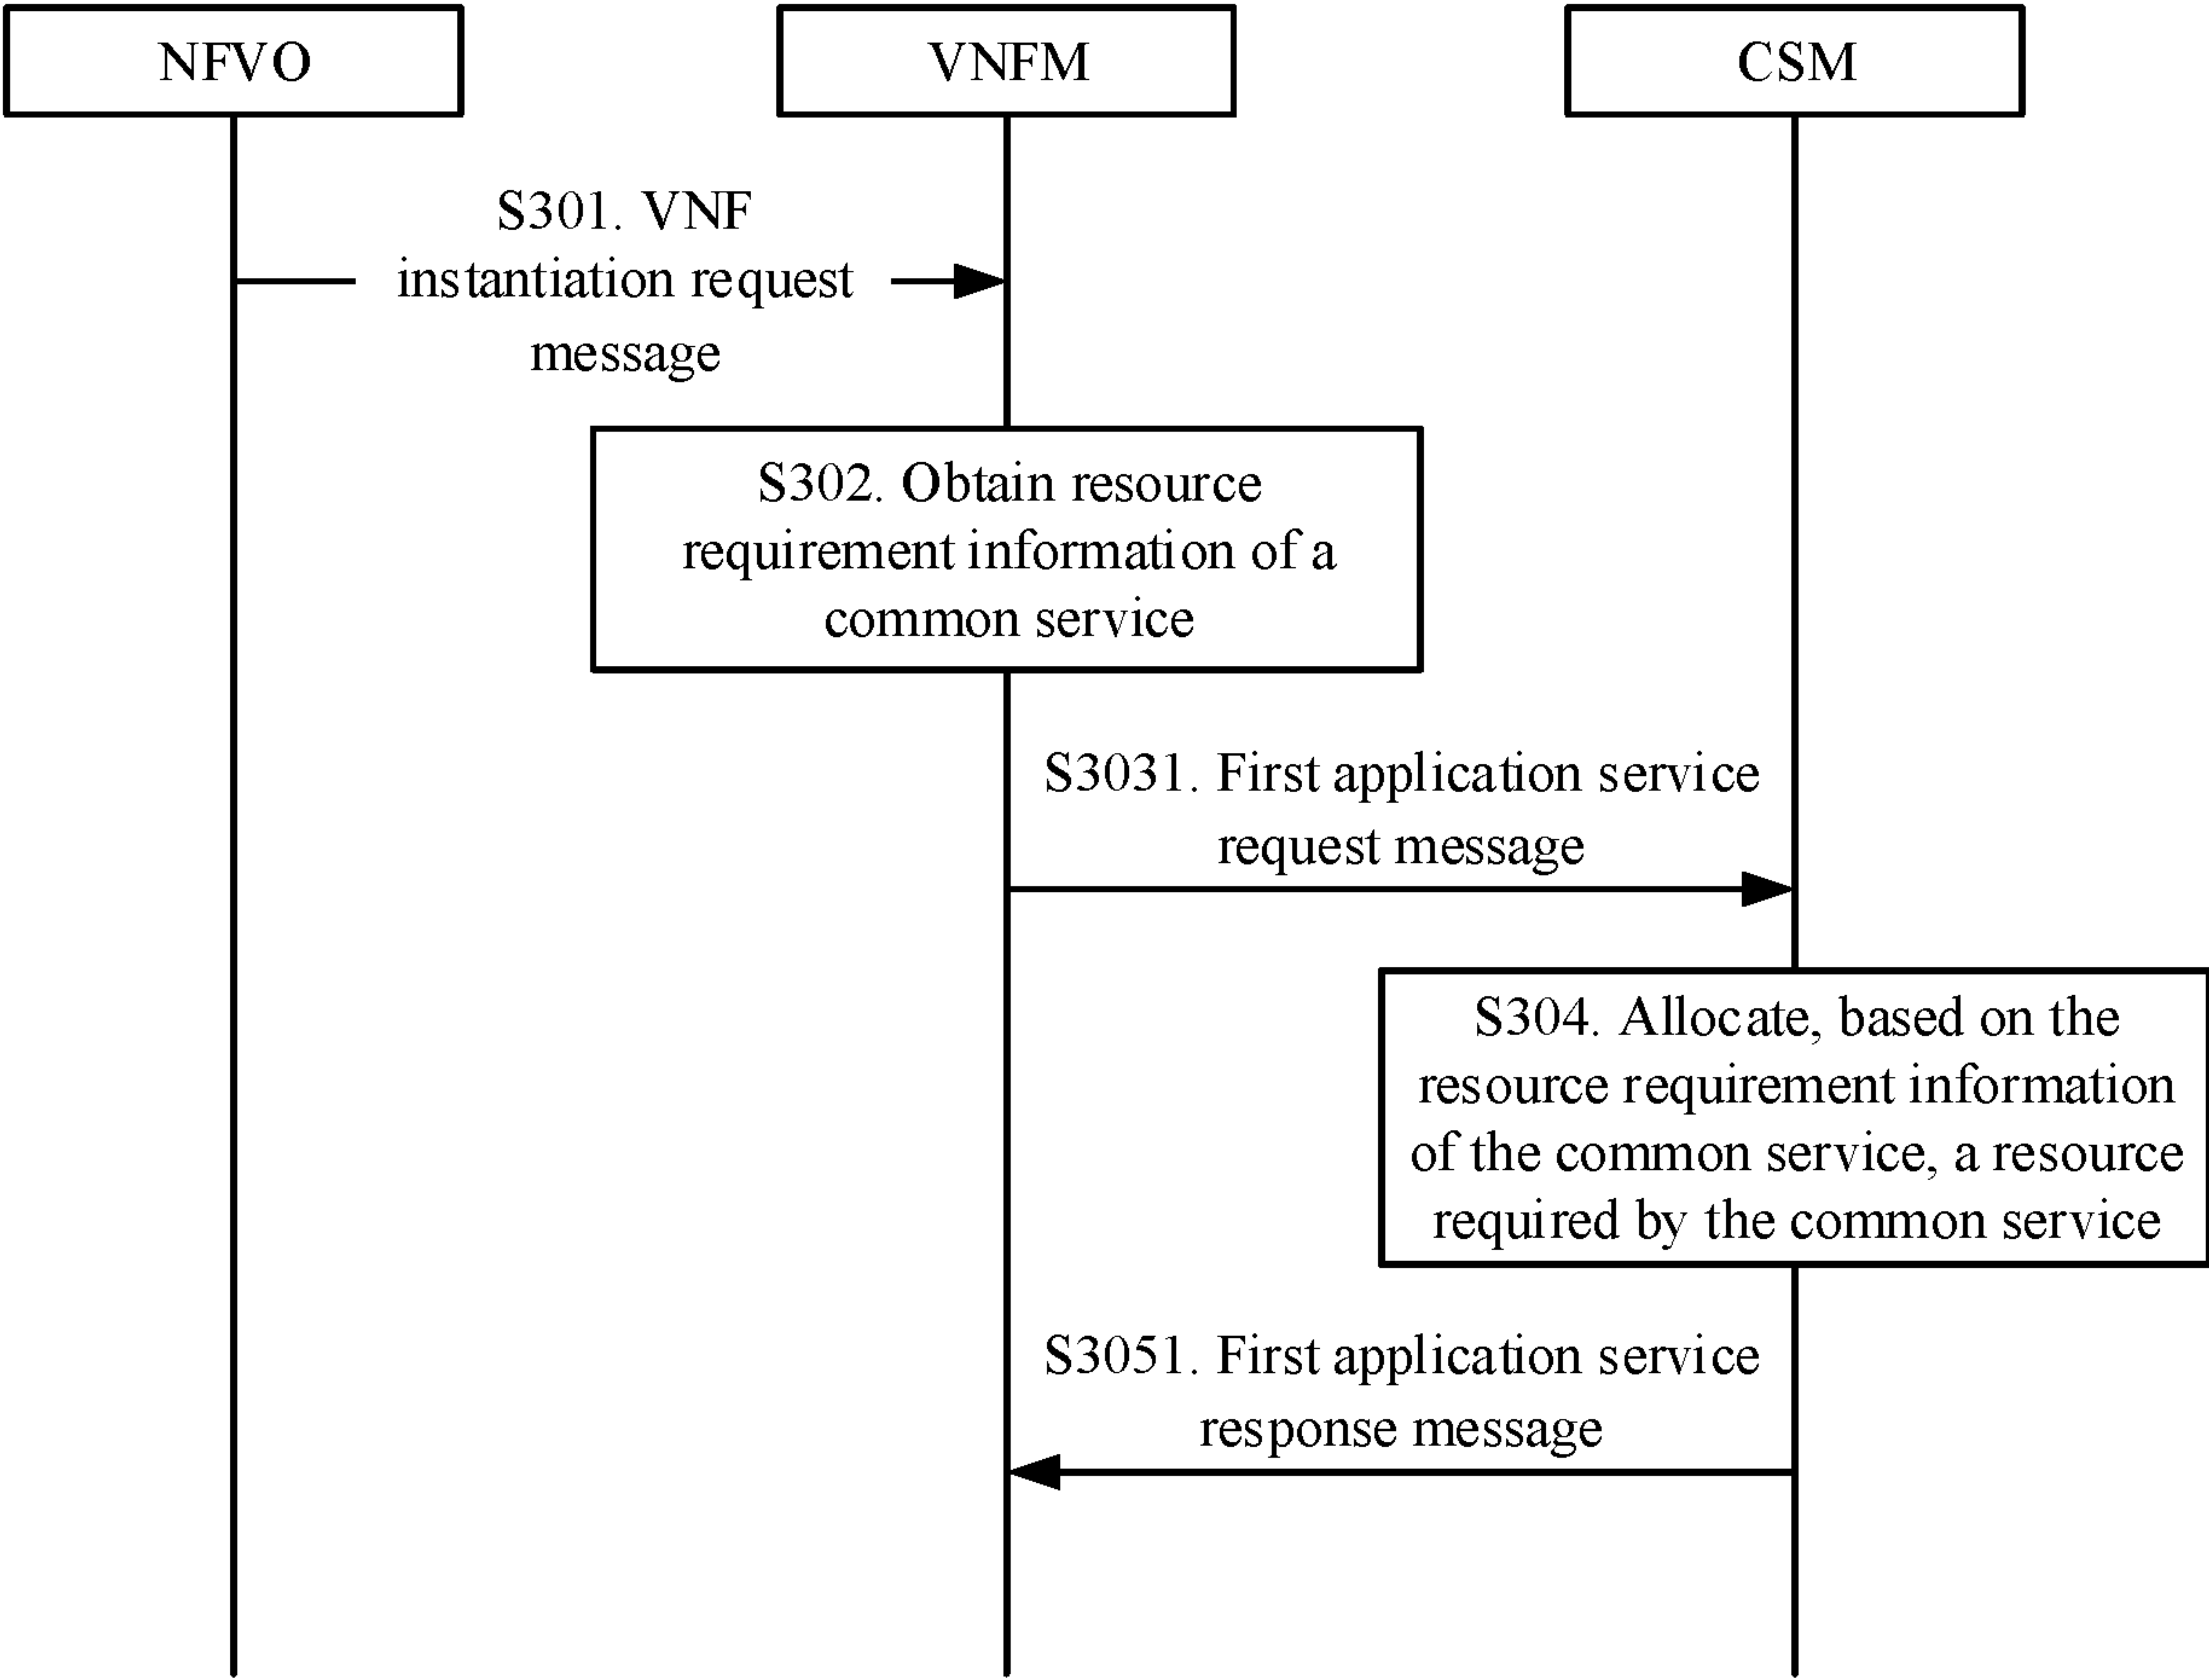 NFVO
VNFM
CSM
S301. VNF
instantiation request
message
S302. Obtain resource
requirement information of a
common service
S3031. First application service
request message
S304. Allocate, based on the
resource requirement information
of the common service, a resource
required by the common service
S3051. First application service
response message